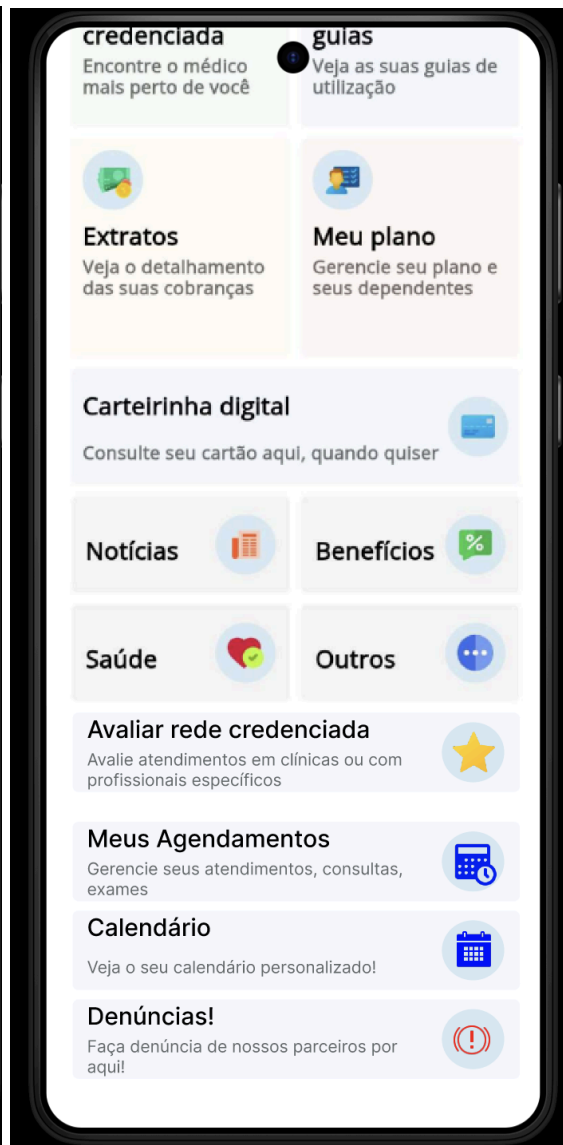 credenciada
Encontre o médico
mais perto de você
guias
Veja as suas guias de
utilização
Extratos
Veja o detalhamento
das suas cobranças
Meu plano
Gerencie seu plano e
seus dependentes
Carteirinha digital
Consulte seu cartão aqui, quando quiser
Notícias
Benefícios
%
Saúde
Outros
Avaliar rede credenciada
Avalie atendimentos em clínicas ou com
profissionais específicos
Meus Agendamentos
Gerencie seus atendimentos, consultas,
exames
Calendário
Veja o seu calendário personalizado!
Denúncias!
Faça denúncia de nossos parceiros por
aqui!